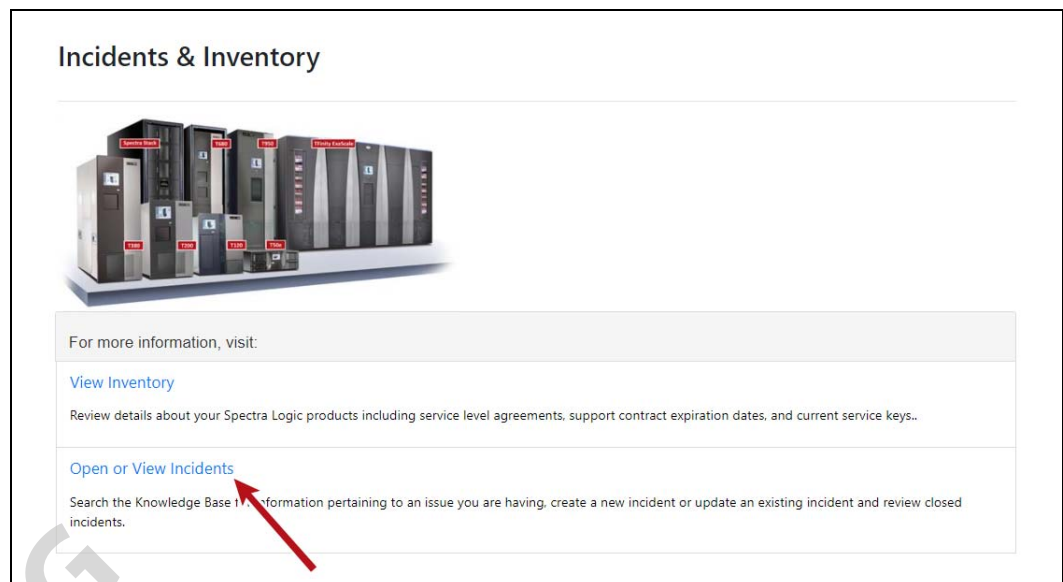 Incidents & Inventory
Spectra Stack
T680
T950
TFinity ExaScale
T380
T200
T120
T50e
For more information, visit:
View Inventory
Review details about your Spectra Logic products including service level agreements, support contract expiration dates, and current service keys..
Open or View Incidents
Search the Knowledge Base information pertaining to an issue you are having, create a new incident or update an existing incident and review closed
incidents.
G